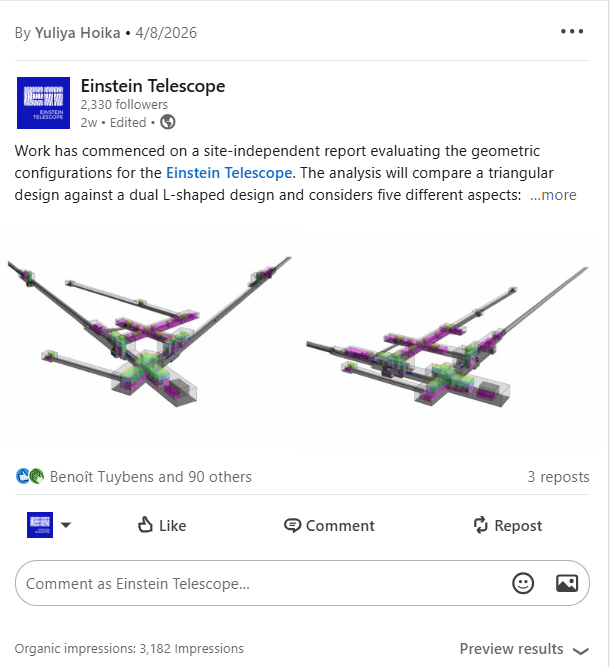 By Yuliya Hoika • 4/8/2026
Einstein Telescope
EINSTEIN
TELESCOPE
2,330 followers
2w • Edited •
Work has commenced on a site-independent report evaluating the geometric
configurations for the Einstein Telescope. The analysis will compare a triangular
design against a dual L-shaped design and considers five different aspects: ...more
Benoît Tuybens and 90 others
3 reposts
Like
Comment
Repost
Comment as Einstein Telescope...
Organic impressions: 3,182 Impressions
Preview results